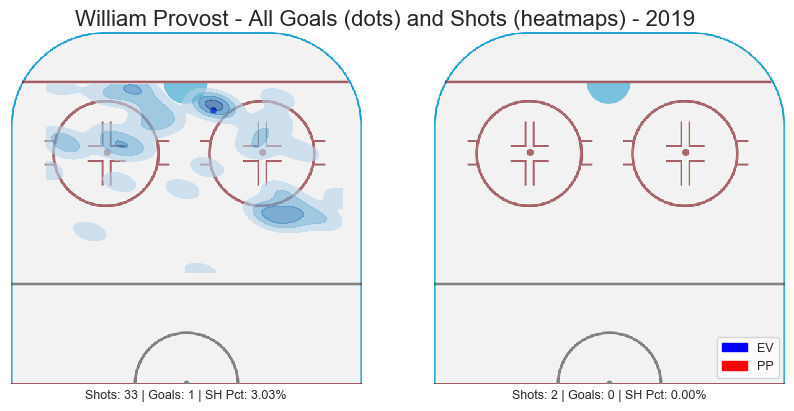 William Provost - All Goals (dots) and Shots (heatmaps) - 2019
EV
PP
Shots: 33 | Goals: 1 | SH Pct: 3.03%
Shots: 2 | Goals: 0 | SH Pct: 0.00%